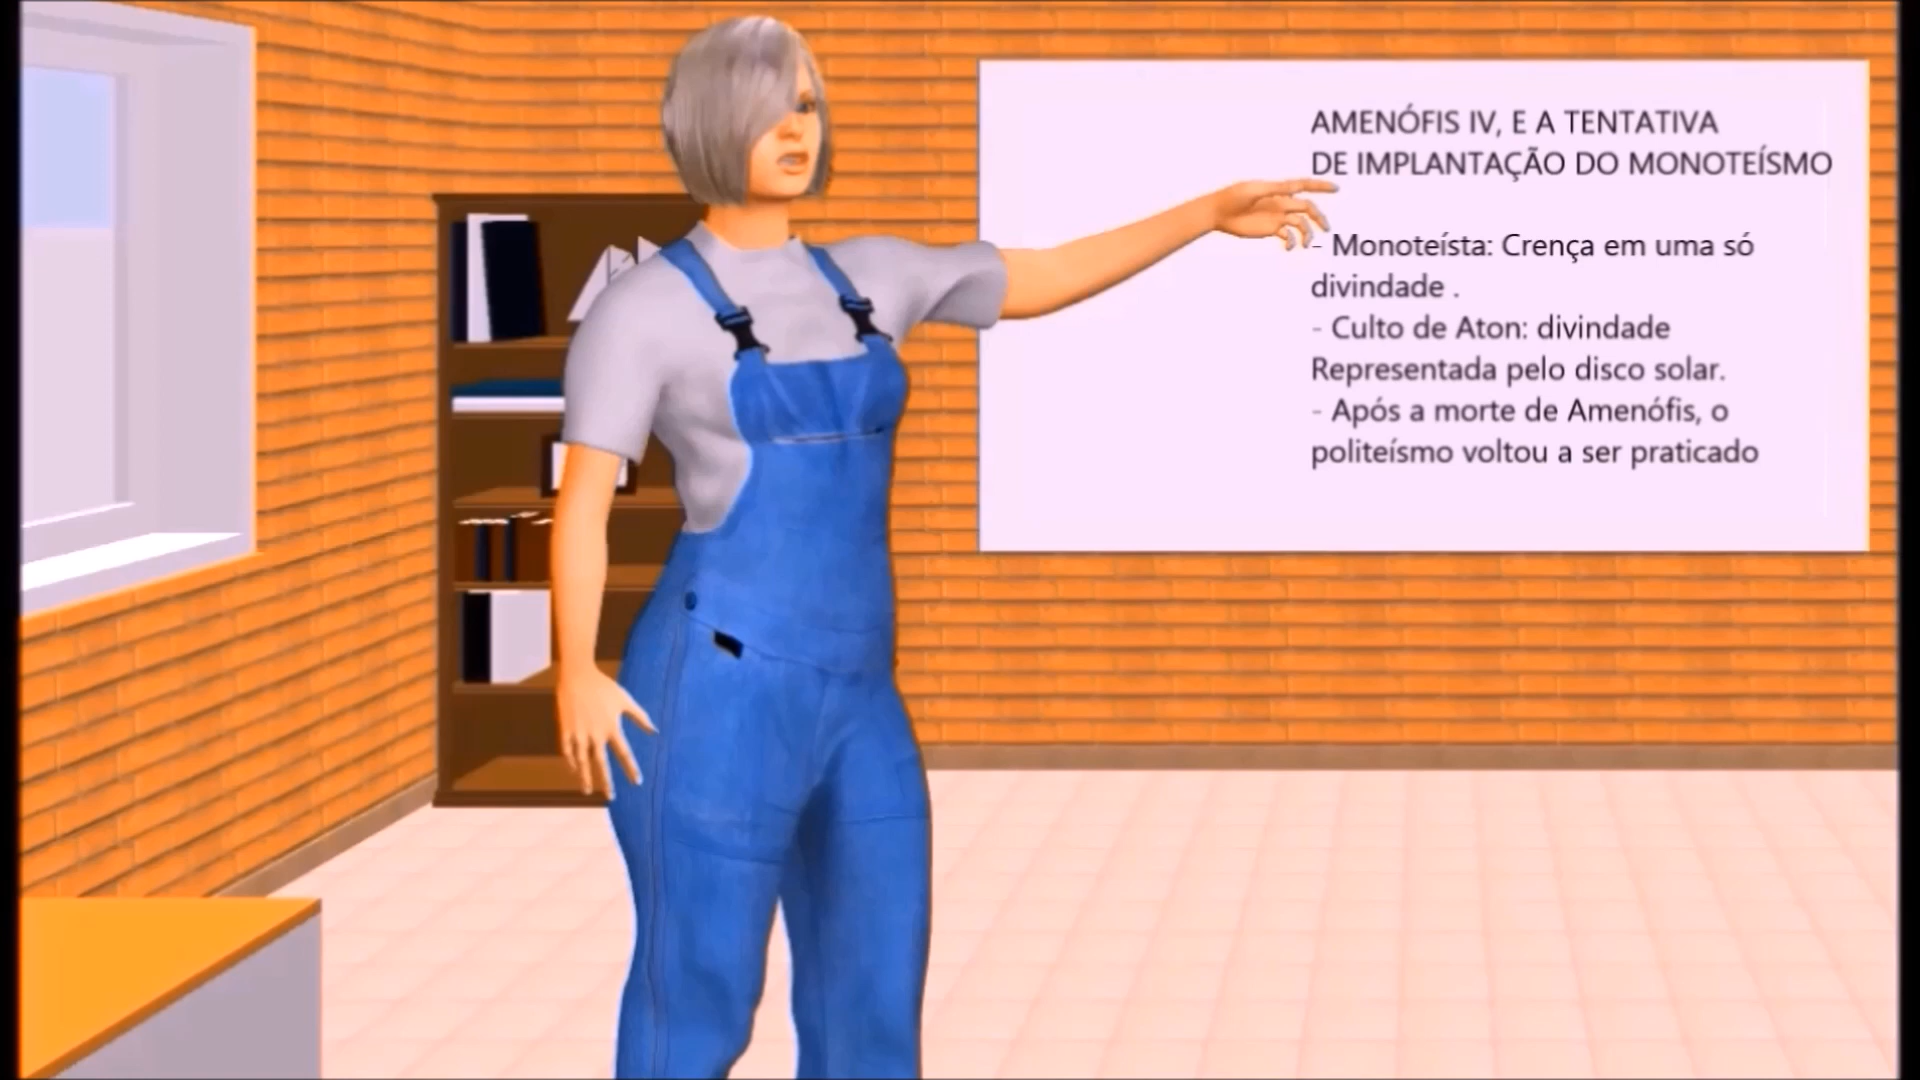 AMENÓFIS IV, E A TENTATIVA
DE IMPLANTAÇÃO DO MONOTEÍSMO
- Monoteísta: Crença em uma só
divindade .
- Culto de Aton: divindade
Representada pelo disco solar.
- Após a morte de Amenófis, o
politeísmo voltou a ser praticado